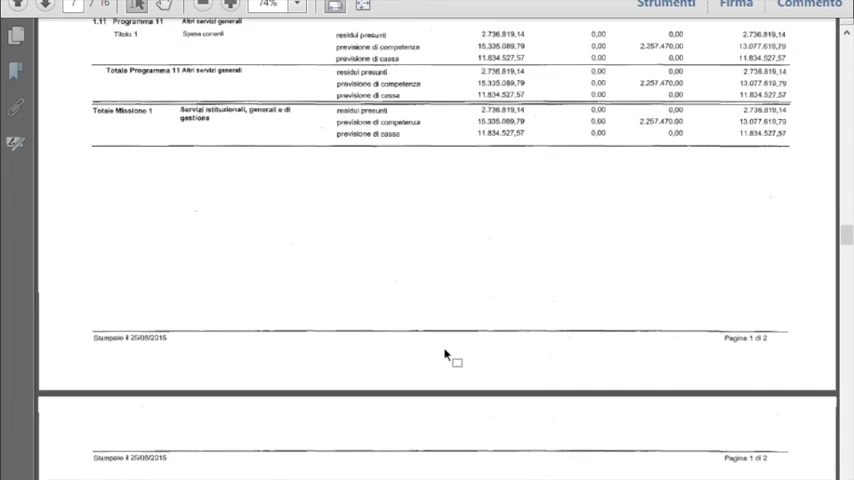 7 / 16 74% Strumenti Firma Commento
1.11 Programma 11 Altri servizi generali
Titolo 1 Spese correnti residui presunti 2.736.819,14 0,00 0,00 2.736.819,14
previsione di competenza 15.335.089,79 0,00 2.257.470,00 13.077.619,79
previsione di cassa 11.834.527,57 0,00 0,00 11.834.527,57
Totale Programma 11 Altri servizi generali residui presunti 2.736.819,14 0,00 0,00 2.736.819,14
previsione di competenza 15.335.089,79 0,00 2.257.470,00 13.077.619,79
previsione di cassa 11.834.527,57 0,00 0,00 11.834.527,57
Totale Missione 1 Servizi istituzionali, generali e di residui presunti 2.736.819,14 0,00 0,00 2.736.819,14
gestione previsione di competenza 15.335.089,79 0,00 2.257.470,00 13.077.619,79
previsione di cassa 11.834.527,57 0,00 0,00 11.834.527,57
Stampato il 25/08/2015 Pagina 1 di 2
Stampato il 25/08/2015 Pagina 1 di 2